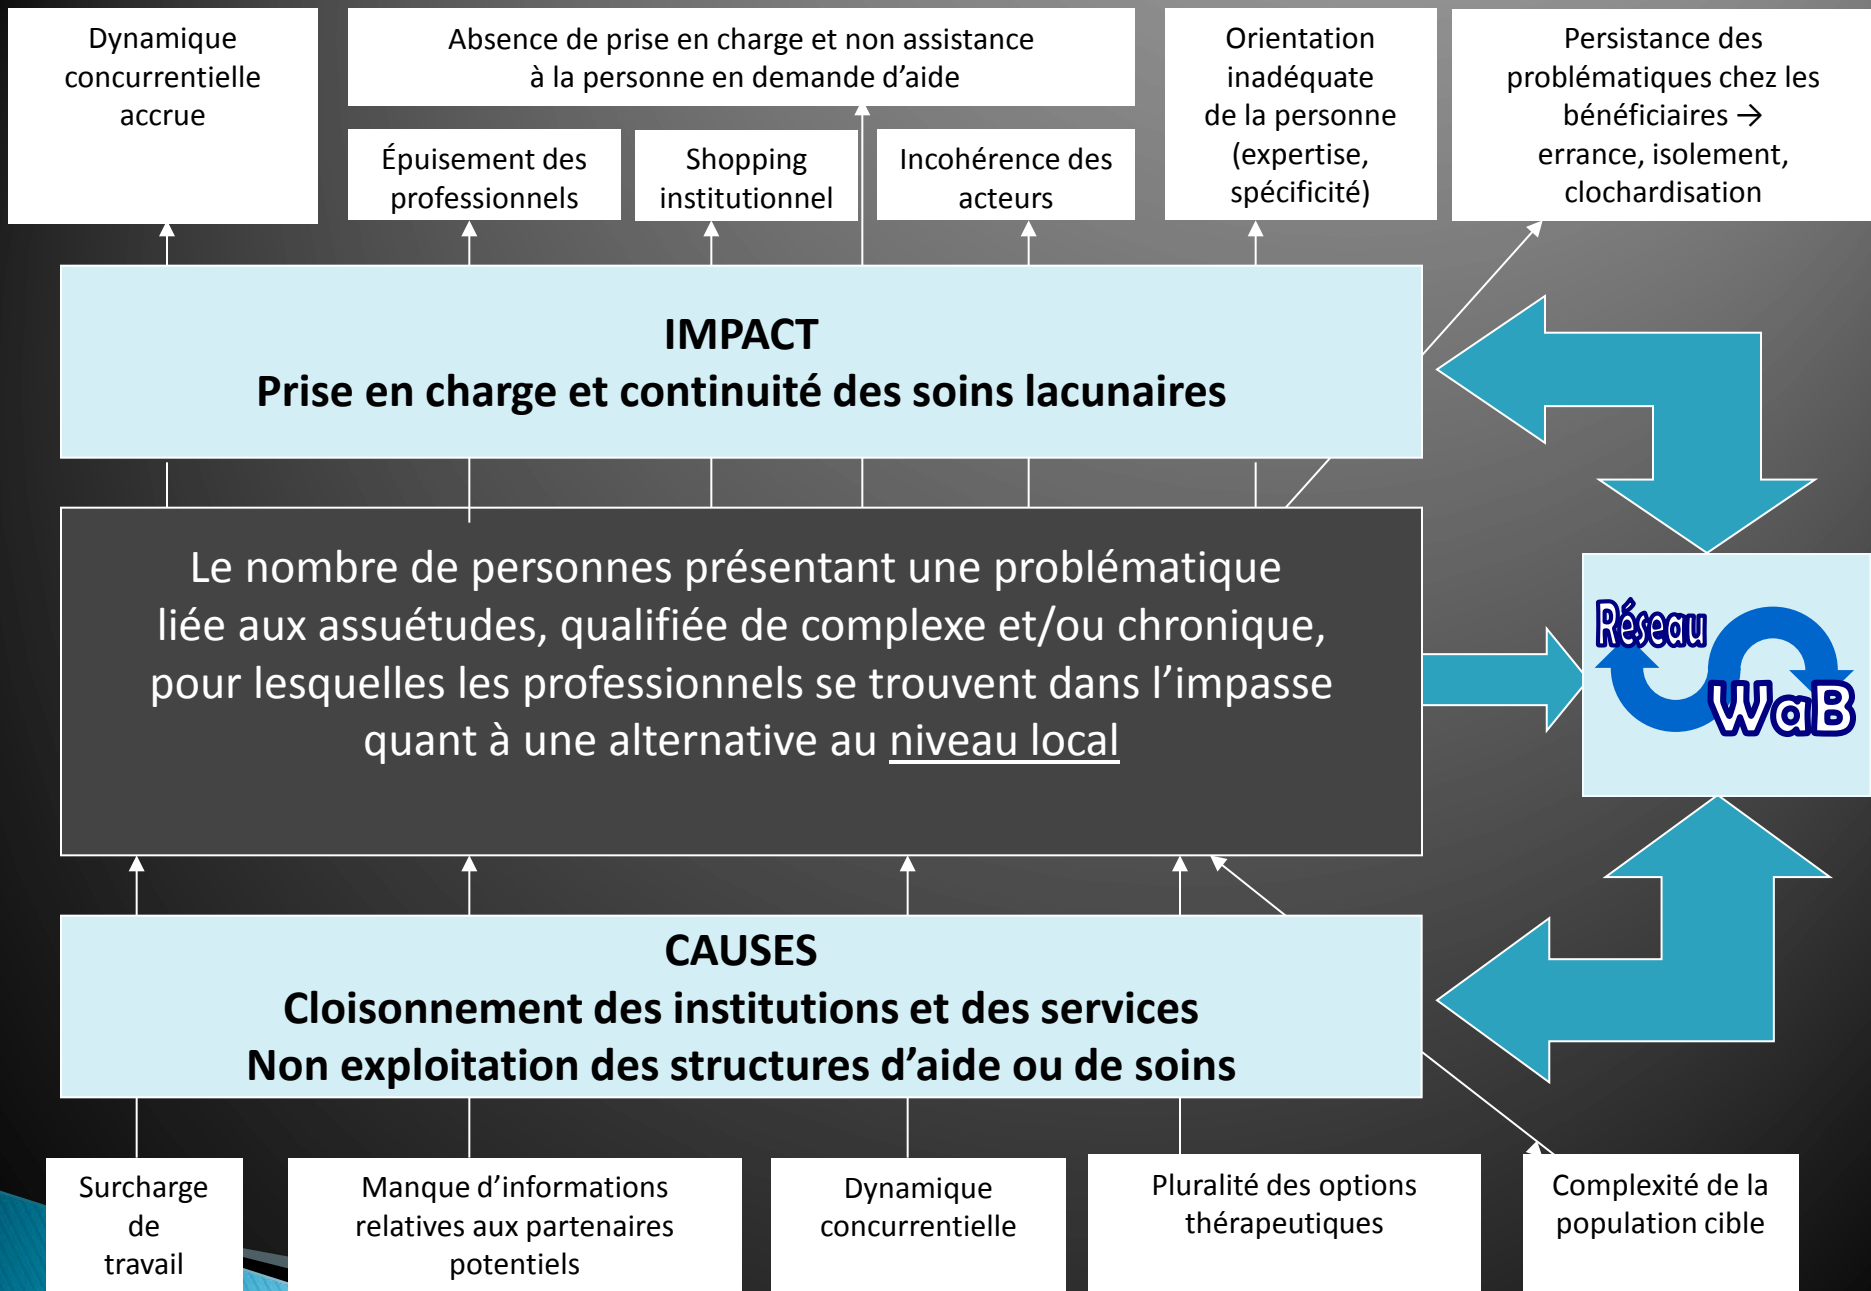 Dynamique
concurrentielle
accrue
Absence de prise en charge et non assistance
à la personne en demande d’aide
Épuisement des
professionnels
Shopping
institutionnel
Incohérence des
acteurs
Orientation
inadéquate
de la personne
(expertise,
spécificité)
Persistance des
problématiques chez les
bénéficiaires →
errance, isolement,
clochardisation
IMPACT
Prise en charge et continuité des soins lacunaires
Le nombre de personnes présentant une problématique
liée aux assuétudes, qualifiée de complexe et/ou chronique,
pour lesquelles les professionnels se trouvent dans l’impasse
quant à une alternative au niveau local
Réseau
WaB
CAUSES
Cloisonnement des institutions et des services
Non exploitation des structures d’aide ou de soins
Surcharge
de
travail
Manque d’informations
relatives aux partenaires
potentiels
Dynamique
concurrentielle
Pluralité des options
thérapeutiques
Complexité de la
population cible